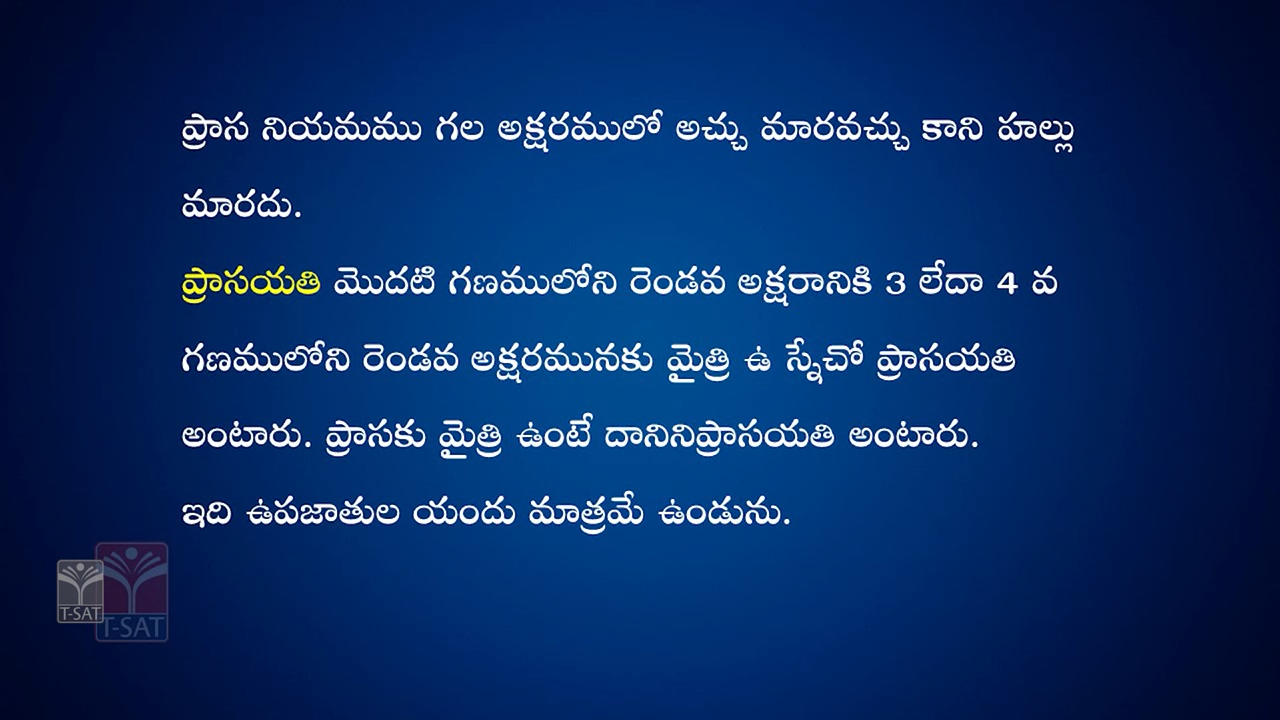 ప్రాస నియమము గల అక్షరములో అచ్చు మారవచ్చు కాని హల్లు
మారదు.
ప్రాసయతి మొదటి గణములోని రెండవ అక్షరానికి 3 లేదా 4 వ
గణములోని రెండవ అక్షరమునకు మైత్రి ఉ స్నేచో ప్రాసయతి
అంటారు. ప్రాసకు మైత్రి ఉంటే దానినిప్రాసయతి అంటారు.
ఇది ఉపజాతుల యందు మాత్రమే ఉండును.
T-SAT
T-SAT